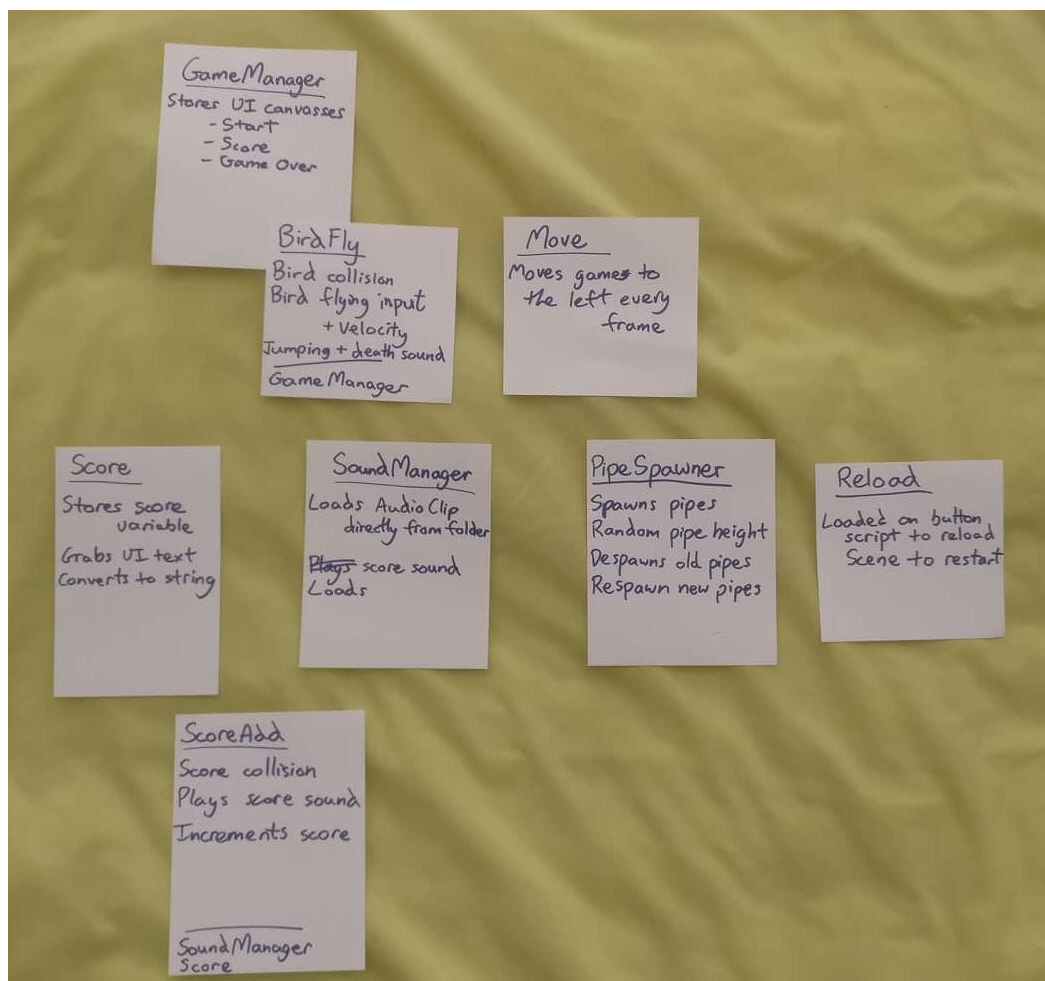 GameManager
Stores UI canvasses
- Start
- Score
- Game Over
BirdFly
Bird collision
Bird flying input
+ Velocity
Jumping + death sound
GameManager
Move
Moves games to
the left every
frame
Score
Stores score
variable
Grabs UI text
Converts to string
SoundManager
Loads AudioClip
directly from folder
Plays score sound
Loads
PipeSpawner
Spawns pipes
Random pipe height
Despawns old pipes
Respawn new pipes
Reload
Loaded on button
script to reload
Scene to restart
ScoreAdd
Score collision
Plays score sound
Increments score
SoundManager
Score